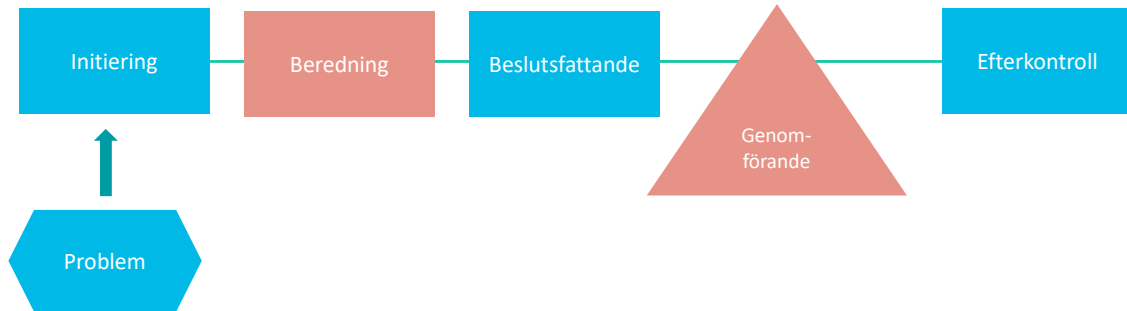 Initiering
Beredning
Beslutsfattande
Efterkontroll
Genom-
förande
Problem